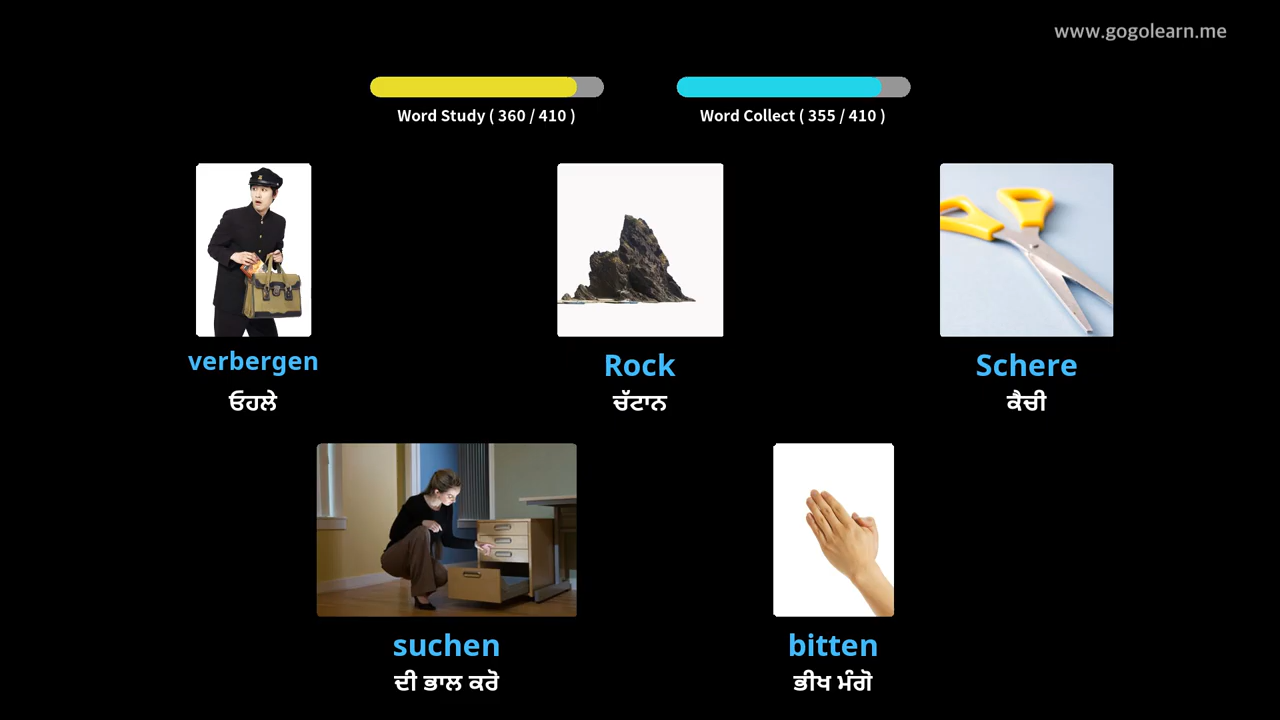 www.gogolearn.me
Word Study ( 360 / 410 )
Word Collect ( 355 / 410 )
verbergen
ਓਹਲੇ
Rock
ਚੱਟਾਨ
Schere
ਕੈਚੀ
suchen
ਦੀ ਭਾਲ ਕਰੋ
bitten
ਭੀਖ ਮੰਗੋ